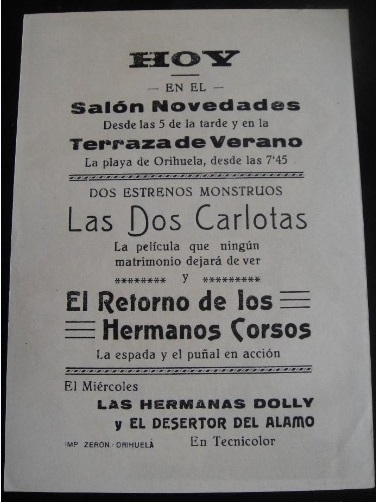 HOY
— EN EL —
Salón Novedades
Desde las 5 de la tarde y en la
Terraza de Verano
La playa de Orihuela, desde las 7'45
DOS ESTRENOS MONSTRUOS
Las Dos Carlotas
La película que ningún
matrimonio dejará de ver
******** y *********
El Retorno de los
Hermanos Corsos
La espada y el puñal en acción
El Miércoles
LAS HERMANAS DOLLY
y EL DESERTOR DEL ALAMO
IMP ZERÓN.-ORIHUELA En Tecnicolor